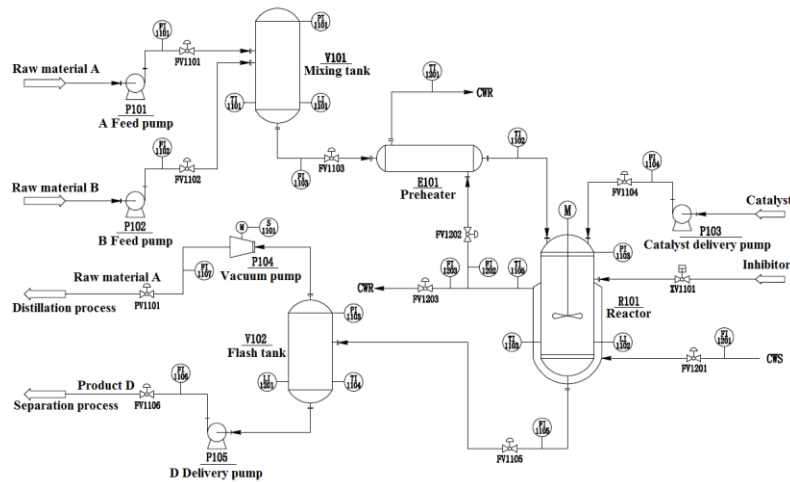 FI
1101
PI
1101
V101
Mixing tank
Raw material A
FV1101
TI
1201
CWR
P101
A Feed pump
TI
1101
LI
1101
FI
1102
TI
1102
FI
1104
FV1103
FI
1103
E101
Preheater
FV1104
Catalyst
Raw material B
FV1102
P102
B Feed pump
M
S
1101
FV1202
M
P103
Catalyst delivery pump
PI
1103
Raw material A
FI
1107
P104
Vacuum pump
FI
1203
FI
1202
TI
1105
Inhibitor
XV1101
PV1101
Distillation process
CWR
FV1203
R101
Reactor
PI
1103
V102
Flash tank
TI
1103
LI
1102
FI
1201
CWS
FV1201
Product D
FI
1106
LI
1201
TI
1104
FV1106
Separation process
FI
1105
FV1105
P105
D Delivery pump